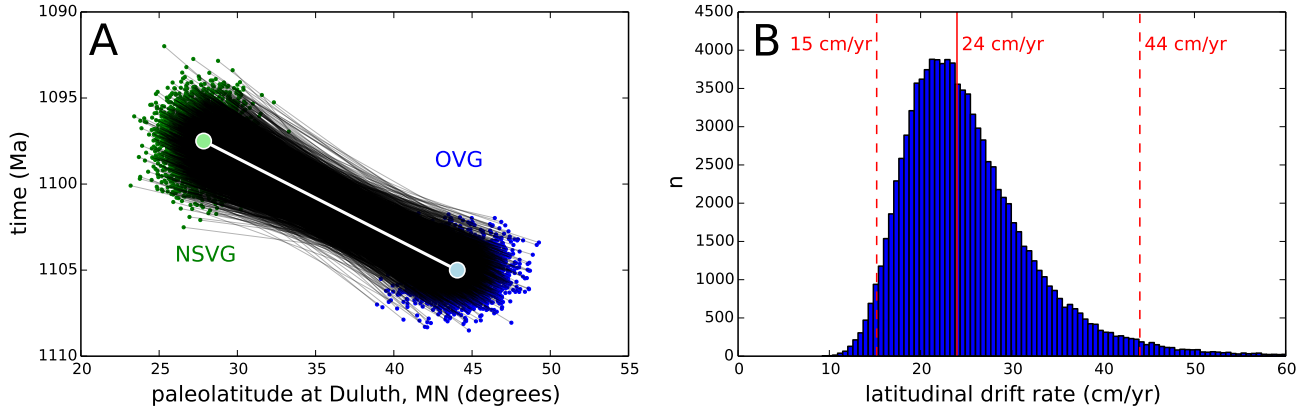 A
1090
1095
1100
1105
1110
time (Ma)
OVG
NSVG
20 25 30 35 40 45 50 55
paleolatitude at Duluth, MN (degrees)
B
4500
4000
3500
3000
2500
2000
1500
1000
500
0
n
15 cm/yr 24 cm/yr 44 cm/yr
0 10 20 30 40 50 60
latitudinal drift rate (cm/yr)